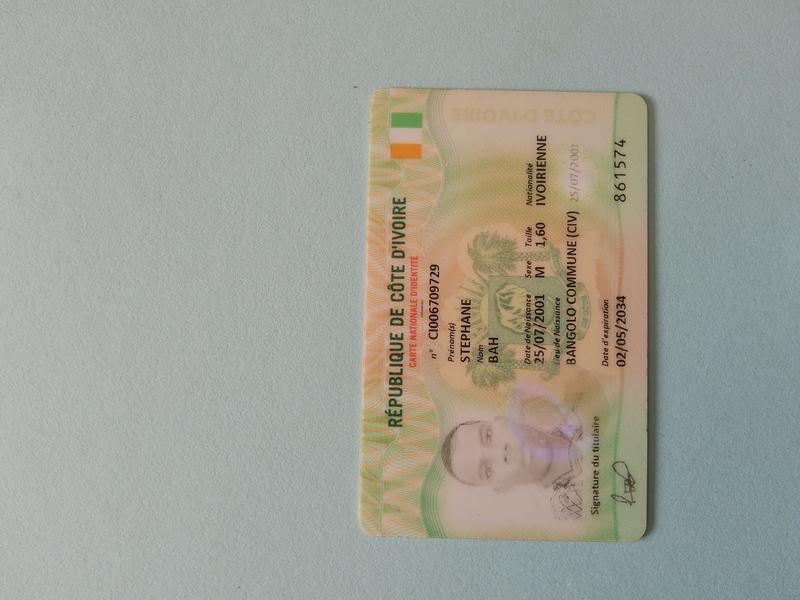 RÉPUBLIQUE DE CÔTE D'IVOIRE
CARTE NATIONALE D'IDENTITÉ
n° CI006709729
CÔTE D'IVOIRE
Prénom(s)
STEPHANE
Nom
BAH
Date de Naissance Sexe Taille Nationalité
25/07/2001 M 1,60 IVOIRIENNE
Lieu de Naissance
BANGOLO COMMUNE (CIV) 25/07/2001
Signature du titulaire Date d'expiration
02/05/2034 861574